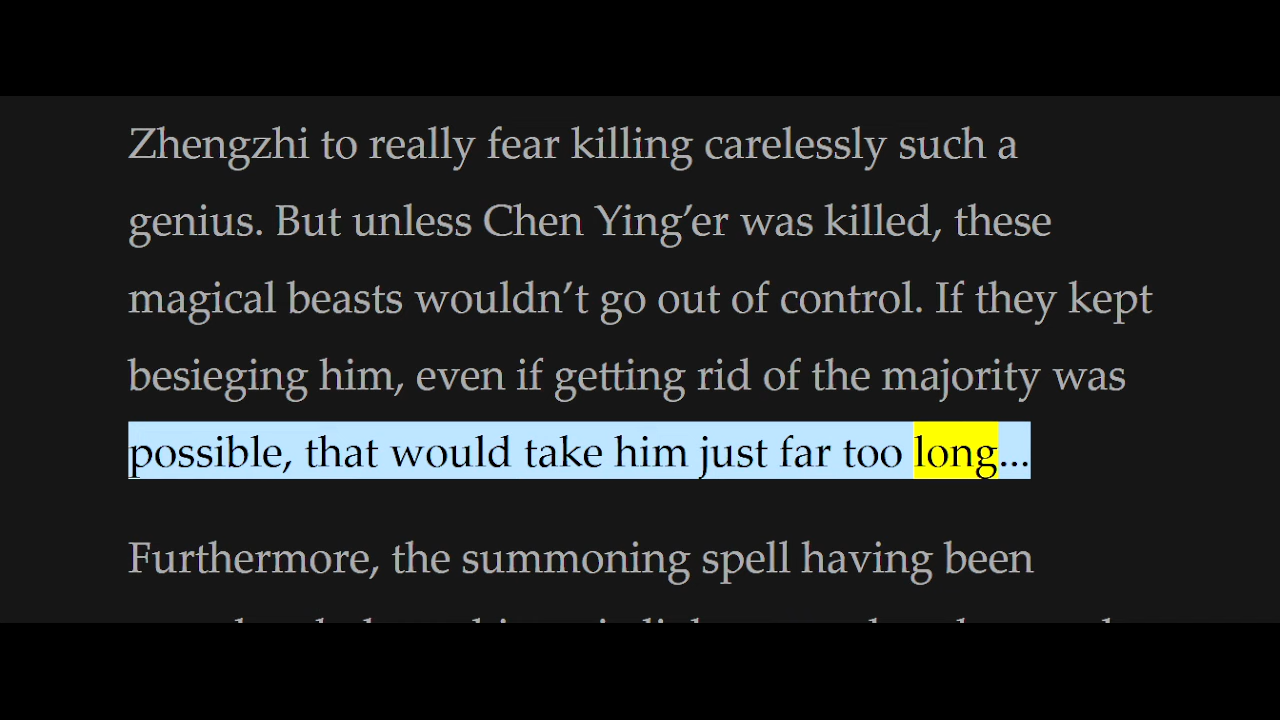 Zhengzhi to really fear killing carelessly such a
genius. But unless Chen Ying’er was killed, these
magical beasts wouldn’t go out of control. If they kept
besieging him, even if getting rid of the majority was
possible, that would take him just far too long...
Furthermore, the summoning spell having been